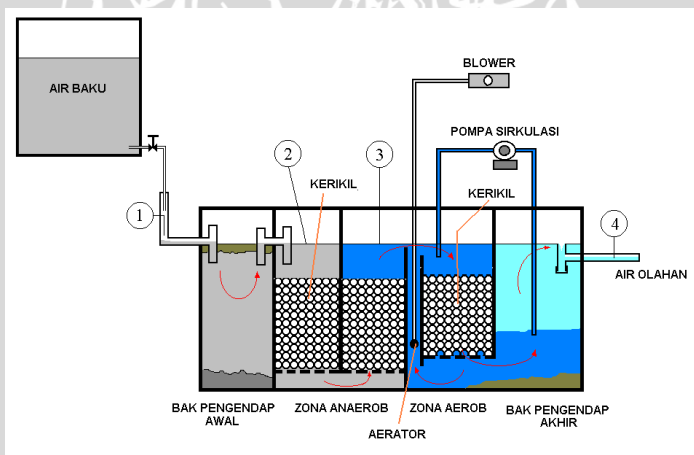 AIR BAKU
BLOWER
POMPA SIRKULASI
1
2
3
4
KERIKIL
KERIKIL
AIR OLAHAN
BAK PENGENDAP
AWAL
ZONA ANAEROB
ZONA AEROB
BAK PENGENDAP
AKHIR
AERATOR